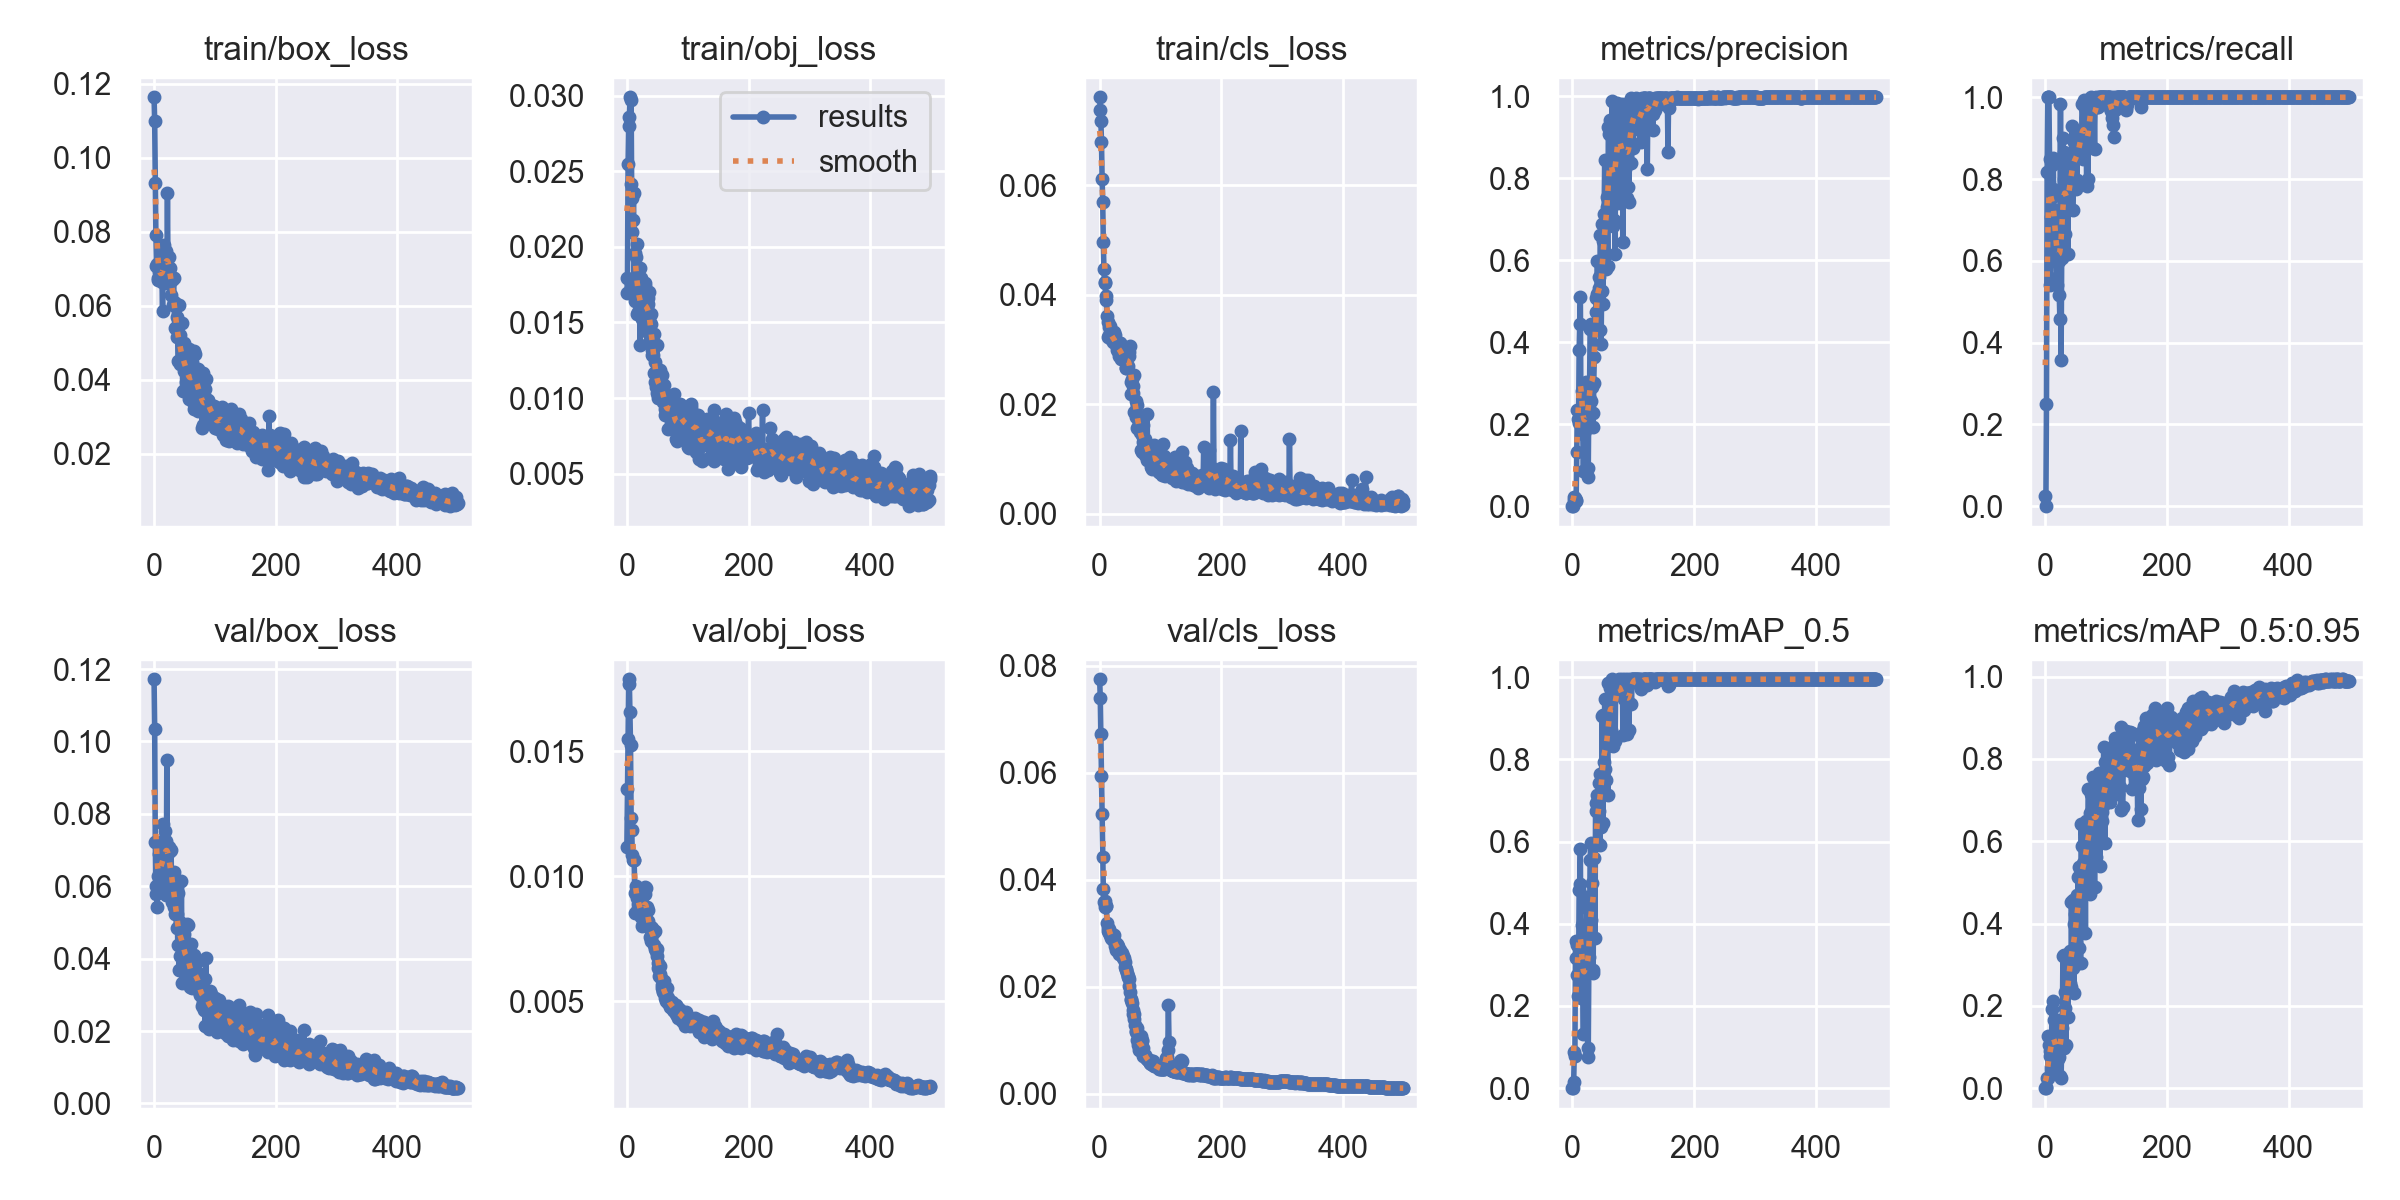 train/box_loss
train/obj_loss
train/cls_loss
metrics/precision
metrics/recall
0.12
0.10
0.08
0.06
0.04
0.02
0 200 400
0.030
0.025
0.020
0.015
0.010
0.005
results
smooth
0 200 400
0.06
0.04
0.02
0.00
0 200 400
1.0
0.8
0.6
0.4
0.2
0.0
0 200 400
1.0
0.8
0.6
0.4
0.2
0.0
0 200 400
val/box_loss
val/obj_loss
val/cls_loss
metrics/mAP_0.5
metrics/mAP_0.5:0.95
0.12
0.10
0.08
0.06
0.04
0.02
0.00
0 200 400
0.015
0.010
0.005
0 200 400
0.08
0.06
0.04
0.02
0.00
0 200 400
1.0
0.8
0.6
0.4
0.2
0.0
0 200 400
1.0
0.8
0.6
0.4
0.2
0.0
0 200 400